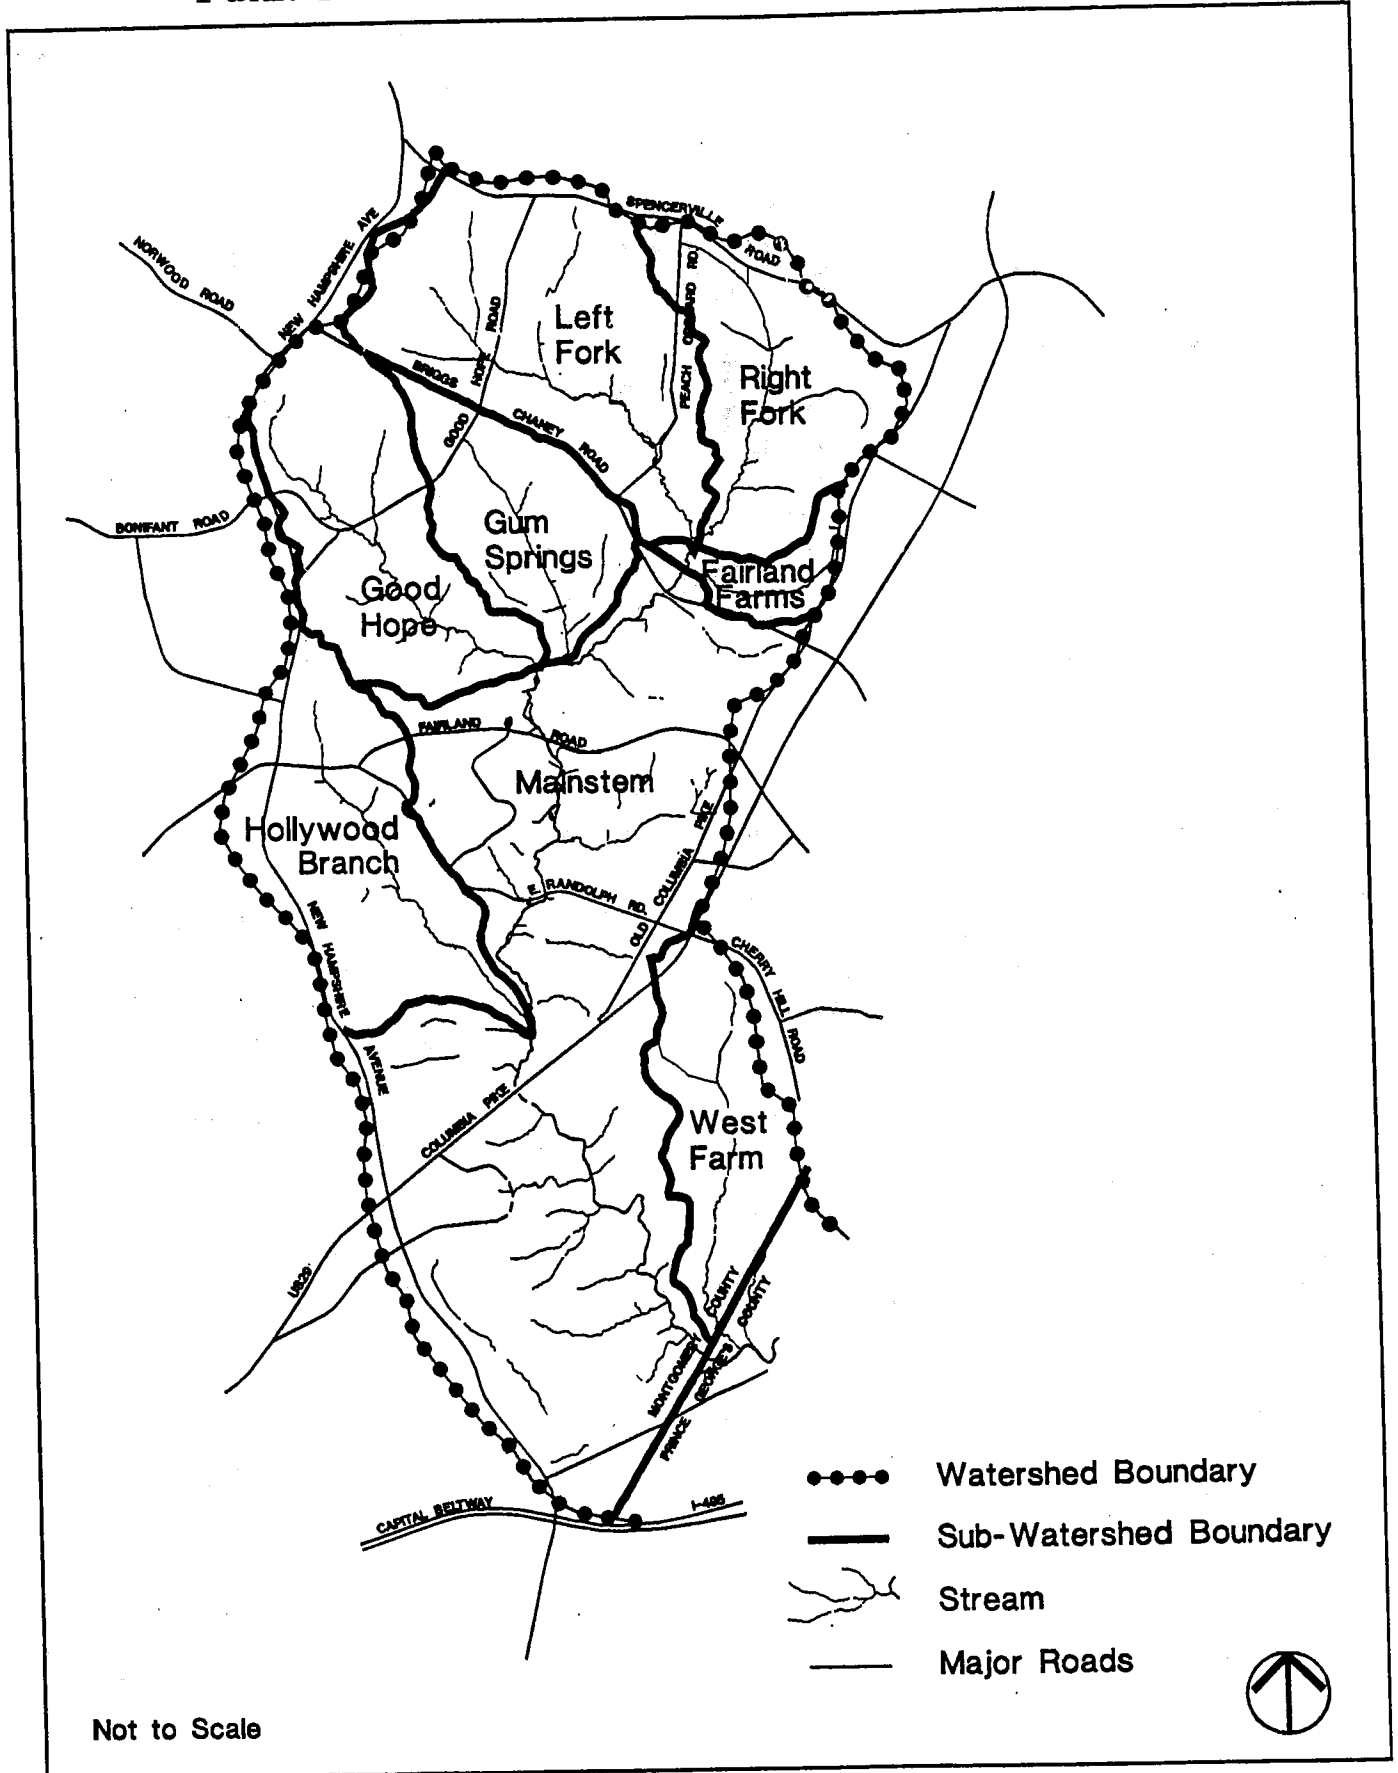 SPENCERVILLE
ROAD
NEW HAMPSHIRE AVE
NORWOOD ROAD
PEACH ORCHARD RD.
GOOD HOPE ROAD
Left
Fork
Right
Fork
BRIGGS CHANEY ROAD
BONIFANT ROAD
Gum
Springs
Fairland
Farms
Good
Hope
FAIRLAND ROAD
Mainstem
Hollywood
Branch
OLD COLUMBIA PIKE
E. RANDOLPH RD.
CHERRY HILL ROAD
NEW HAMPSHIRE AVENUE
COLUMBIA PIKE
West
Farm
US29
MONTGOMERY COUNTY
PRINCE GEORGE'S COUNTY
CAPITAL BELTWAY I-495
Watershed Boundary
Sub-Watershed Boundary
Stream
Major Roads
Not to Scale